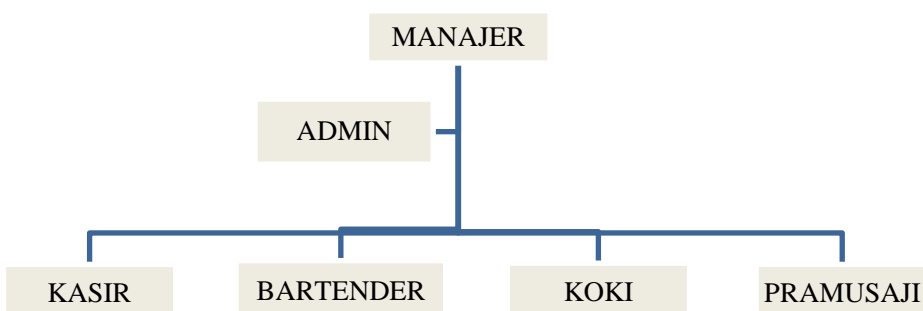 MANAJER
ADMIN
KASIR
BARTENDER
KOKI
PRAMUSAJI